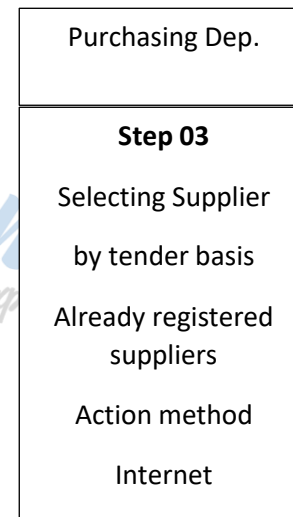 Purchasing Dep.
Step 03
Selecting Supplier
by tender basis
Already registered
suppliers
Action method
Internet